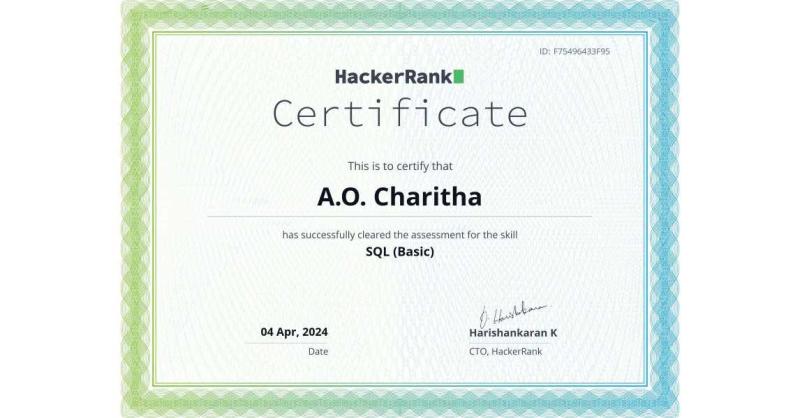 ID: F75496433F95
HackerRank
Certificate
This is to certify that
A.O. Charitha
has successfully cleared the assessment for the skill
SQL (Basic)
04 Apr, 2024
Date
Harishankaran K
CTO, HackerRank